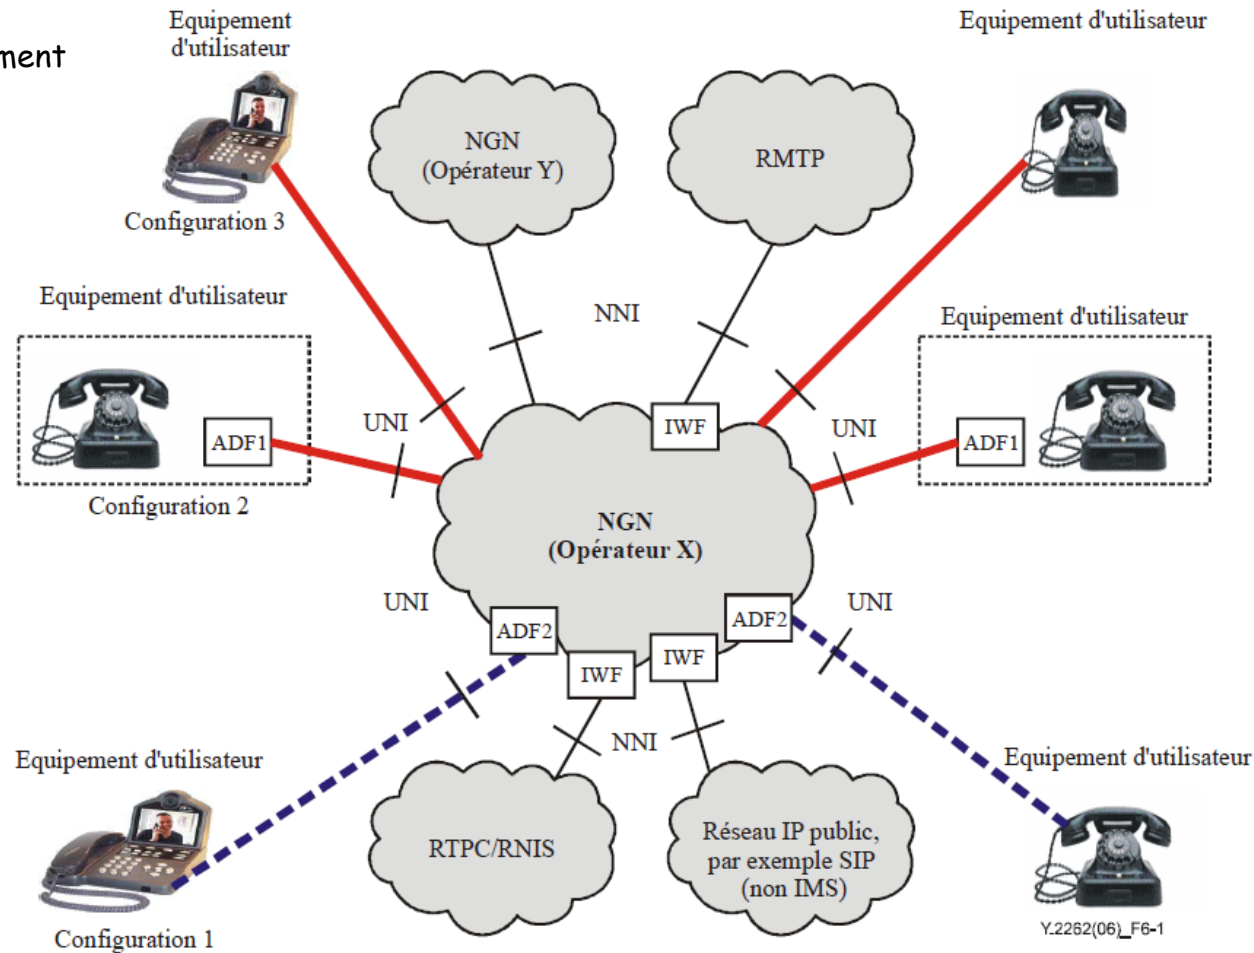 Equipement
d'utilisateur
Equipement d'utilisateur
ment
NGN
(Opérateur Y)
RMTP
Configuration 3
Equipement d'utilisateur
NNI
Equipement d'utilisateur
UNI
IWF
UNI
ADF1
ADF1
Configuration 2
NGN
(Opérateur X)
UNI
UNI
ADF2
ADF2
IWF
IWF
NNI
Equipement d'utilisateur
Equipement d'utilisateur
RTPC/RNIS
Réseau IP public,
par exemple SIP
(non IMS)
Configuration 1
Y.2262(06)_F6-1